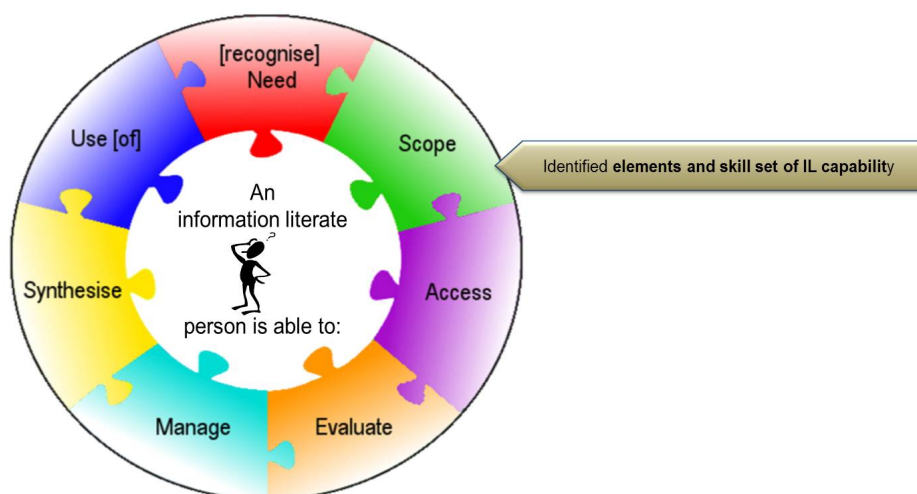 [recognise]
Need
Scope
Access
Evaluate
Manage
Synthesise
Use [of]
An
information literate
?
person is able to:
Identified elements and skill set of IL capability